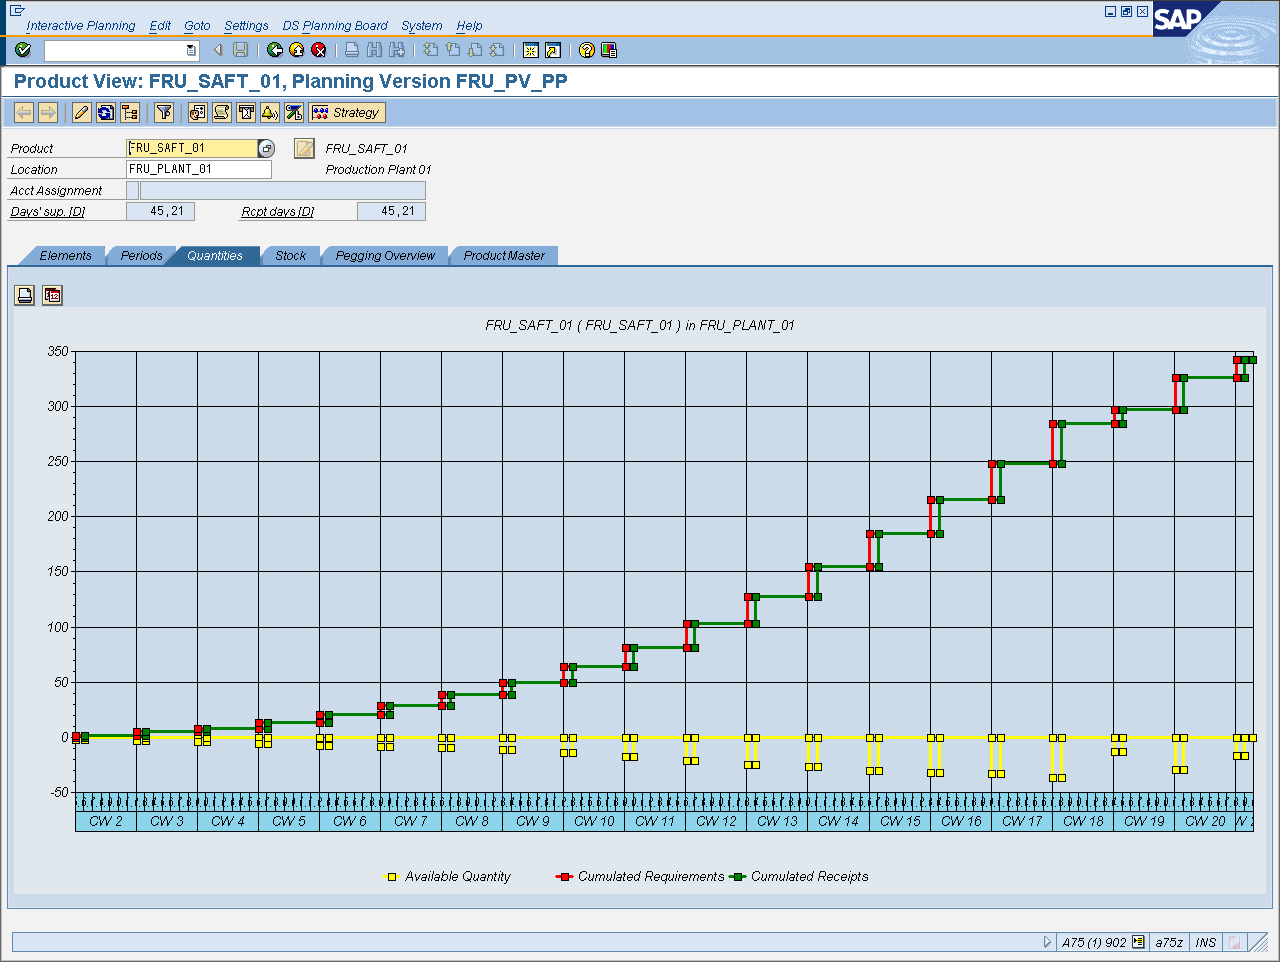 Interactive Planning Edit Goto Settings DS Planning Board System Help
SAP
Product View: FRU_SAFT_01, Planning Version FRU_PV_PP
Strategy
Product FRU_SAFT_01 FRU_SAFT_01
Location FRU_PLANT_01 Production Plant 01
Acct Assignment
Days' sup. [D] 45,21 Rcpt days [D] 45,21
Elements Periods Quantities Stock Pegging Overview Product Master
FRU_SAFT_01 ( FRU_SAFT_01 ) in FRU_PLANT_01
350
300
250
200
150
100
50
0
-50
CW 2 CW 3 CW 4 CW 5 CW 6 CW 7 CW 8 CW 9 CW 10 CW 11 CW 12 CW 13 CW 14 CW 15 CW 16 CW 17 CW 18 CW 19 CW 20
Available Quantity Cumulated Requirements Cumulated Receipts
A75 (1) 902 a75z INS